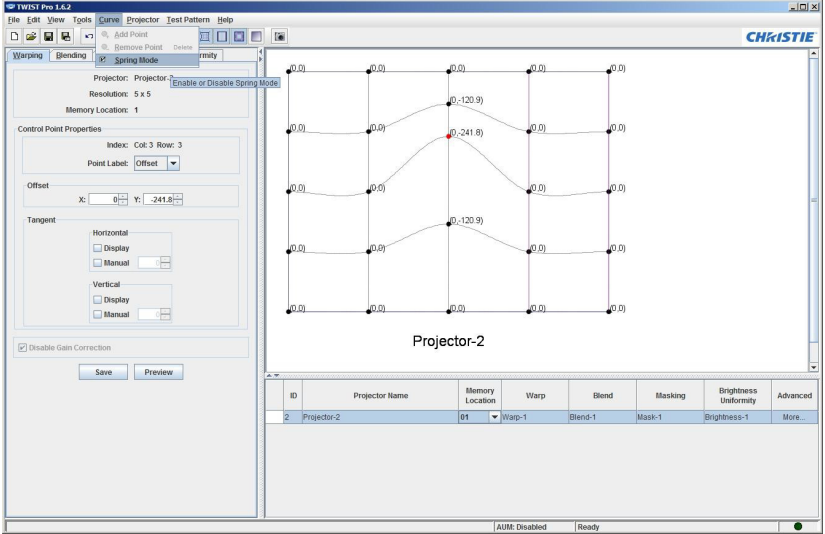 TWIST Pro 1.6.2
File Edit View Tools Curve Projector Test Pattern Help
Add Point
Remove Point Delete
Spring Mode
Enable or Disable Spring Mode
CHRISTIE
Warping Blending rmity
Projector: Projector-2
Resolution: 5 x 5
Memory Location: 1
Control Point Properties
Index: Col: 3 Row: 3
Point Label: Offset
Offset
X: 0 Y: -241.8
Tangent
Horizontal
Display
Manual 0
Vertical
Display
Manual 0
Disable Gain Correction
Save Preview
(0,0) (0,0) (0,0) (0,0) (0,0)
(0,-120.9)
(0,0) (0,0) (0,-241.8) (0,0) (0,0)
(0,0) (0,0) (0,0) (0,0)
(0,-120.9)
(0,0) (0,0) (0,0) (0,0)
(0,0) (0,0) (0,0) (0,0) (0,0)
Projector-2
ID Projector Name Memory Location Warp Blend Masking Brightness Uniformity Advanced
2 Projector-2 01 Warp-1 Blend-1 Mask-1 Brightness-1 More...
AUM: Disabled Ready